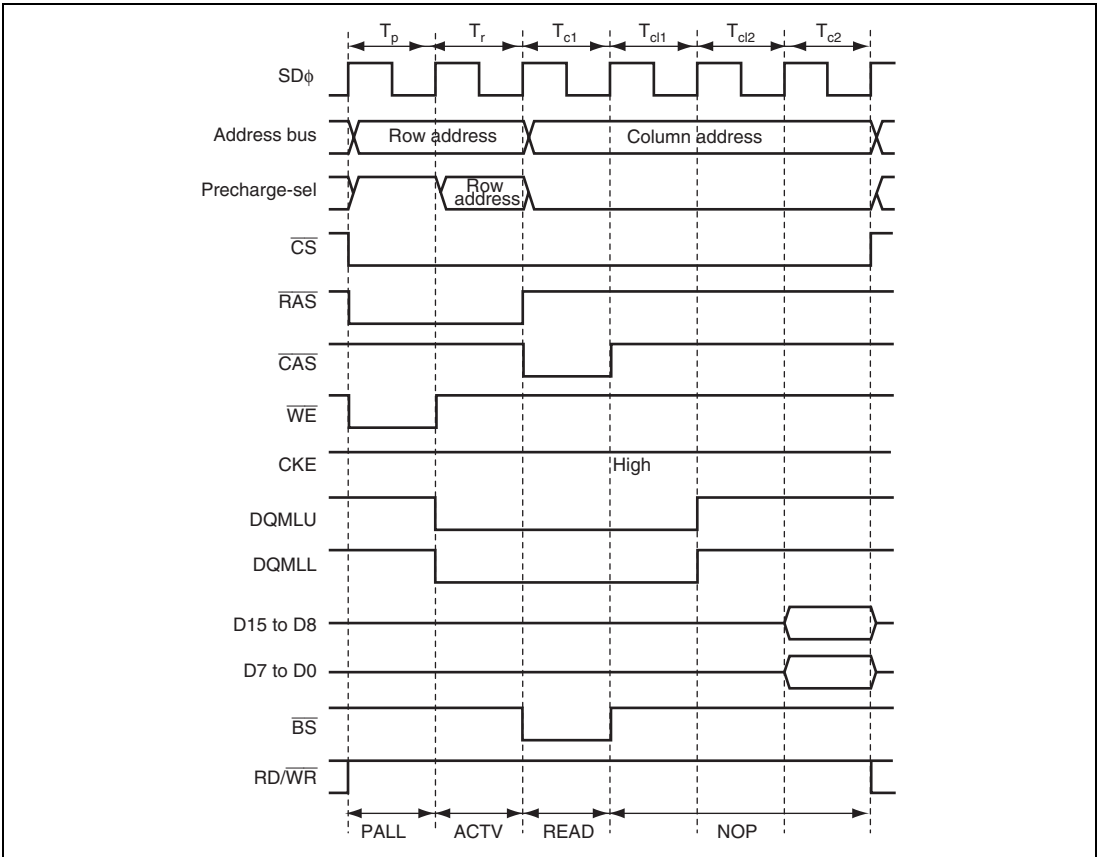 Tp Tr Tc1 Tcl1 Tcl2 Tc2
SDϕ
Address bus Row address Column address
Precharge-sel Row
address
CS
RAS
CAS
WE
CKE High
DQMLU
DQMLL
D15 to D8
D7 to D0
BS
RD/WR
PALL ACTV READ NOP